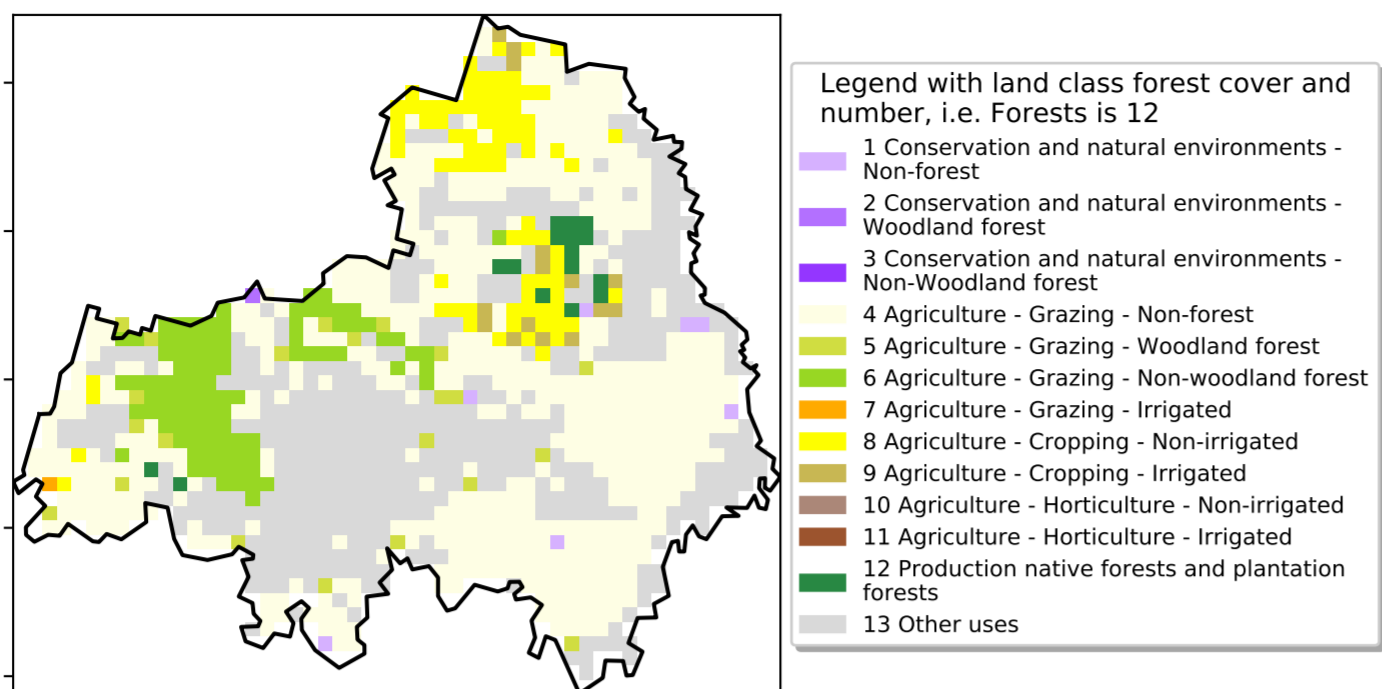 Legend with land class forest cover and
number, i.e. Forests is 12
1 Conservation and natural environments -
Non-forest
2 Conservation and natural environments -
Woodland forest
3 Conservation and natural environments -
Non-Woodland forest
4 Agriculture - Grazing - Non-forest
5 Agriculture - Grazing - Woodland forest
6 Agriculture - Grazing - Non-woodland forest
7 Agriculture - Grazing - Irrigated
8 Agriculture - Cropping - Non-irrigated
9 Agriculture - Cropping - Irrigated
10 Agriculture - Horticulture - Non-irrigated
11 Agriculture - Horticulture - Irrigated
12 Production native forests and plantation
forests
13 Other uses